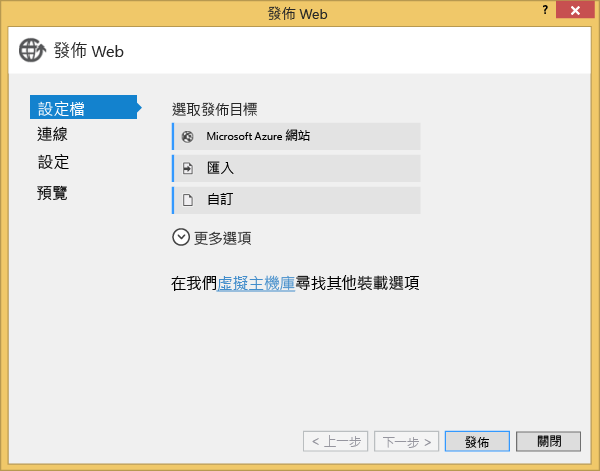 發佈 Web
?
發佈 Web
設定檔
連線
設定
預覽
選取發佈目標
Microsoft Azure 網站
匯入
自訂
更多選項
在我們虛擬主機庫尋找其他裝載選項
< 上一步
下一步 >
發佈
關閉